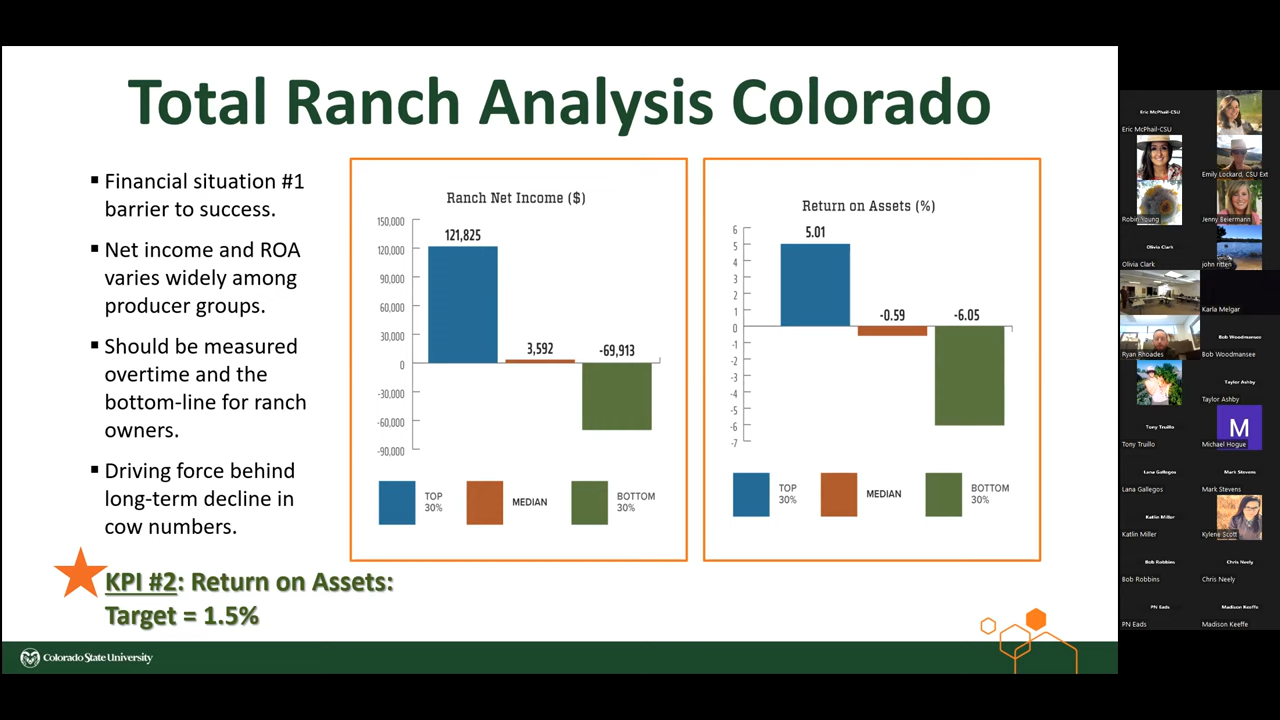 Total Ranch Analysis Colorado
▪ Financial situation #1
barrier to success.
▪ Net income and ROA
varies widely among
producer groups.
▪ Should be measured
overtime and the
bottom-line for ranch
owners.
▪ Driving force behind
long-term decline in
cow numbers.
KPI #2: Return on Assets:
Target = 1.5%
Ranch Net Income ($)
150,000
120,000
90,000
60,000
30,000
0
-30,000
-60,000
-90,000
121,825
3,592
-69,913
TOP
30%
MEDIAN
BOTTOM
30%
Return on Assets (%)
6
5
4
3
2
1
0
-1
-2
-3
-4
-5
-6
-7
5.01
-0.59
-6.05
TOP
30%
MEDIAN
BOTTOM
30%
Colorado State University
Eric McPhail-CSU
Eric McPhail-CSU
Emily Lockard, CSU Ext
Robin Young
Jenny Beiermann
Olivia Clark
Olivia Clark
john ritten
Karla Melgar
Ryan Rhoades
Bob Woodmansee
Bob Woodmansee
Taylor Ashby
Taylor Ashby
Tony Truillo
Tony Truillo
M
Michael Hogue
Lana Gallegos
Lana Gallegos
Mark Stevens
Mark Stevens
Katlin Miller
Katlin Miller
Kylene Scott
Bob Robbins
Bob Robbins
Chris Neely
Chris Neely
PN Eads
PN Eads
Madison Keeffe
Madison Keeffe